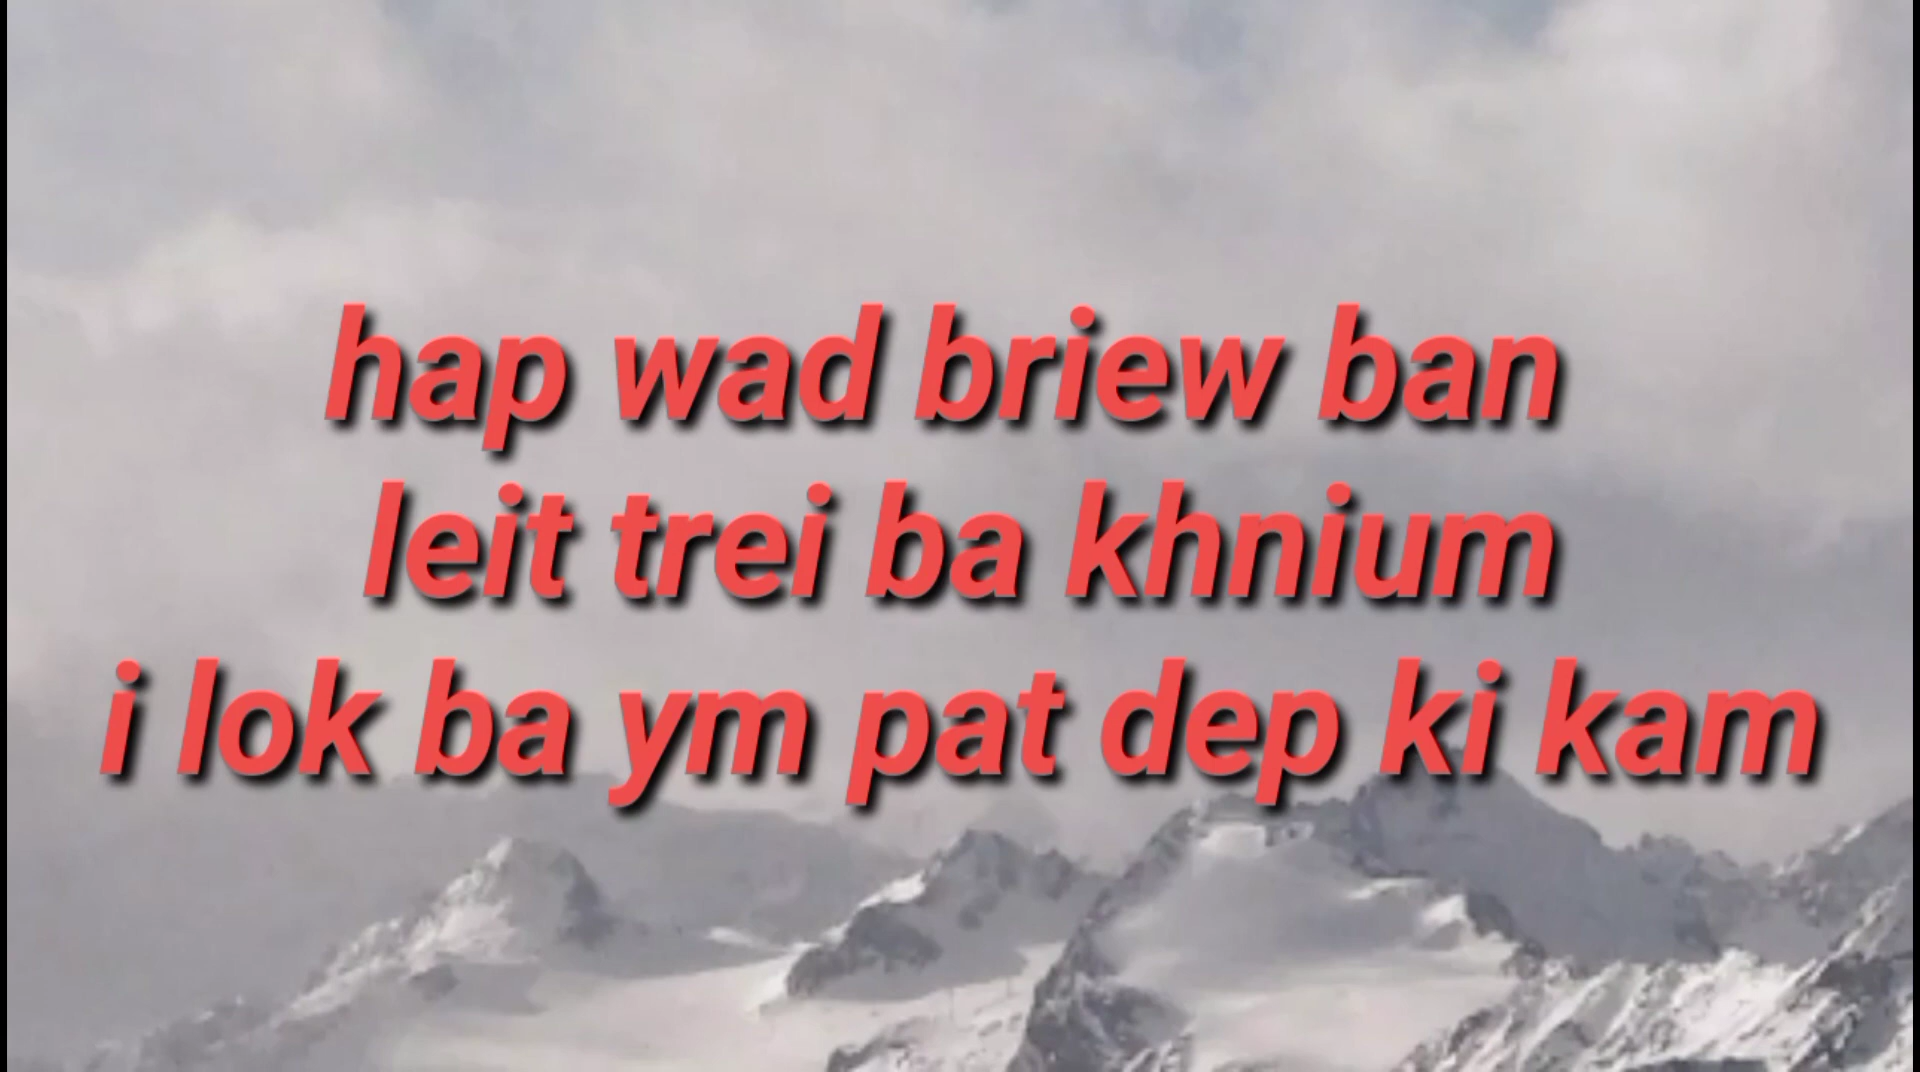 hap wad briew ban
leit trei ba khnium
i lok ba ym pat dep ki kam